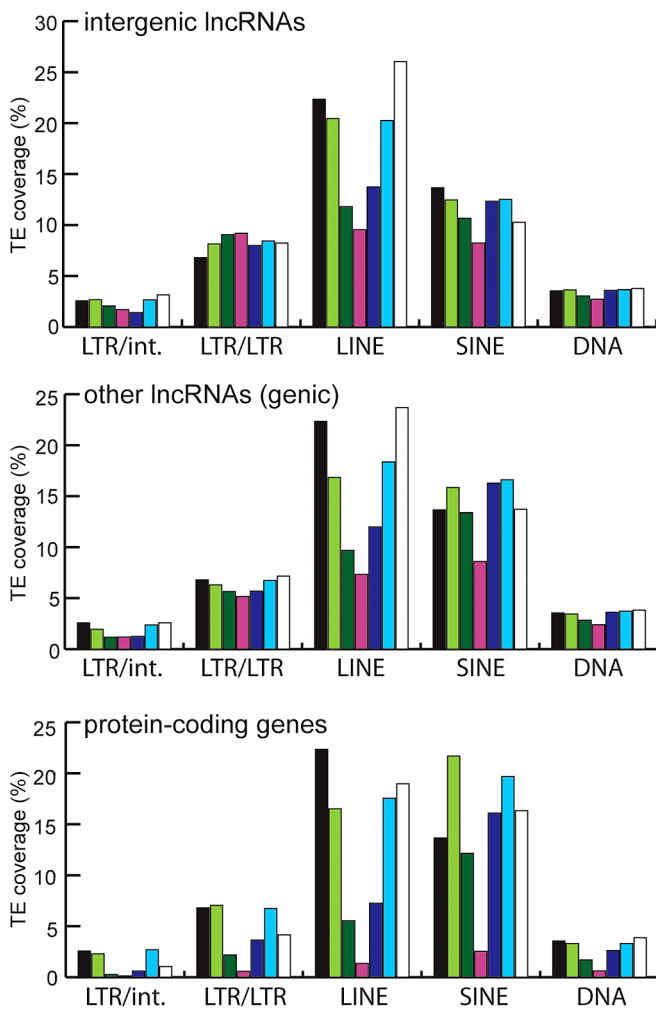 intergenic lncRNAs
TE coverage (%)
30
25
20
15
10
5
0
LTR/int. LTR/LTR LINE SINE DNA
other lncRNAs (genic)
TE coverage (%)
25
20
15
10
5
0
LTR/int. LTR/LTR LINE SINE DNA
protein-coding genes
TE coverage (%)
25
20
15
10
5
0
LTR/int. LTR/LTR LINE SINE DNA